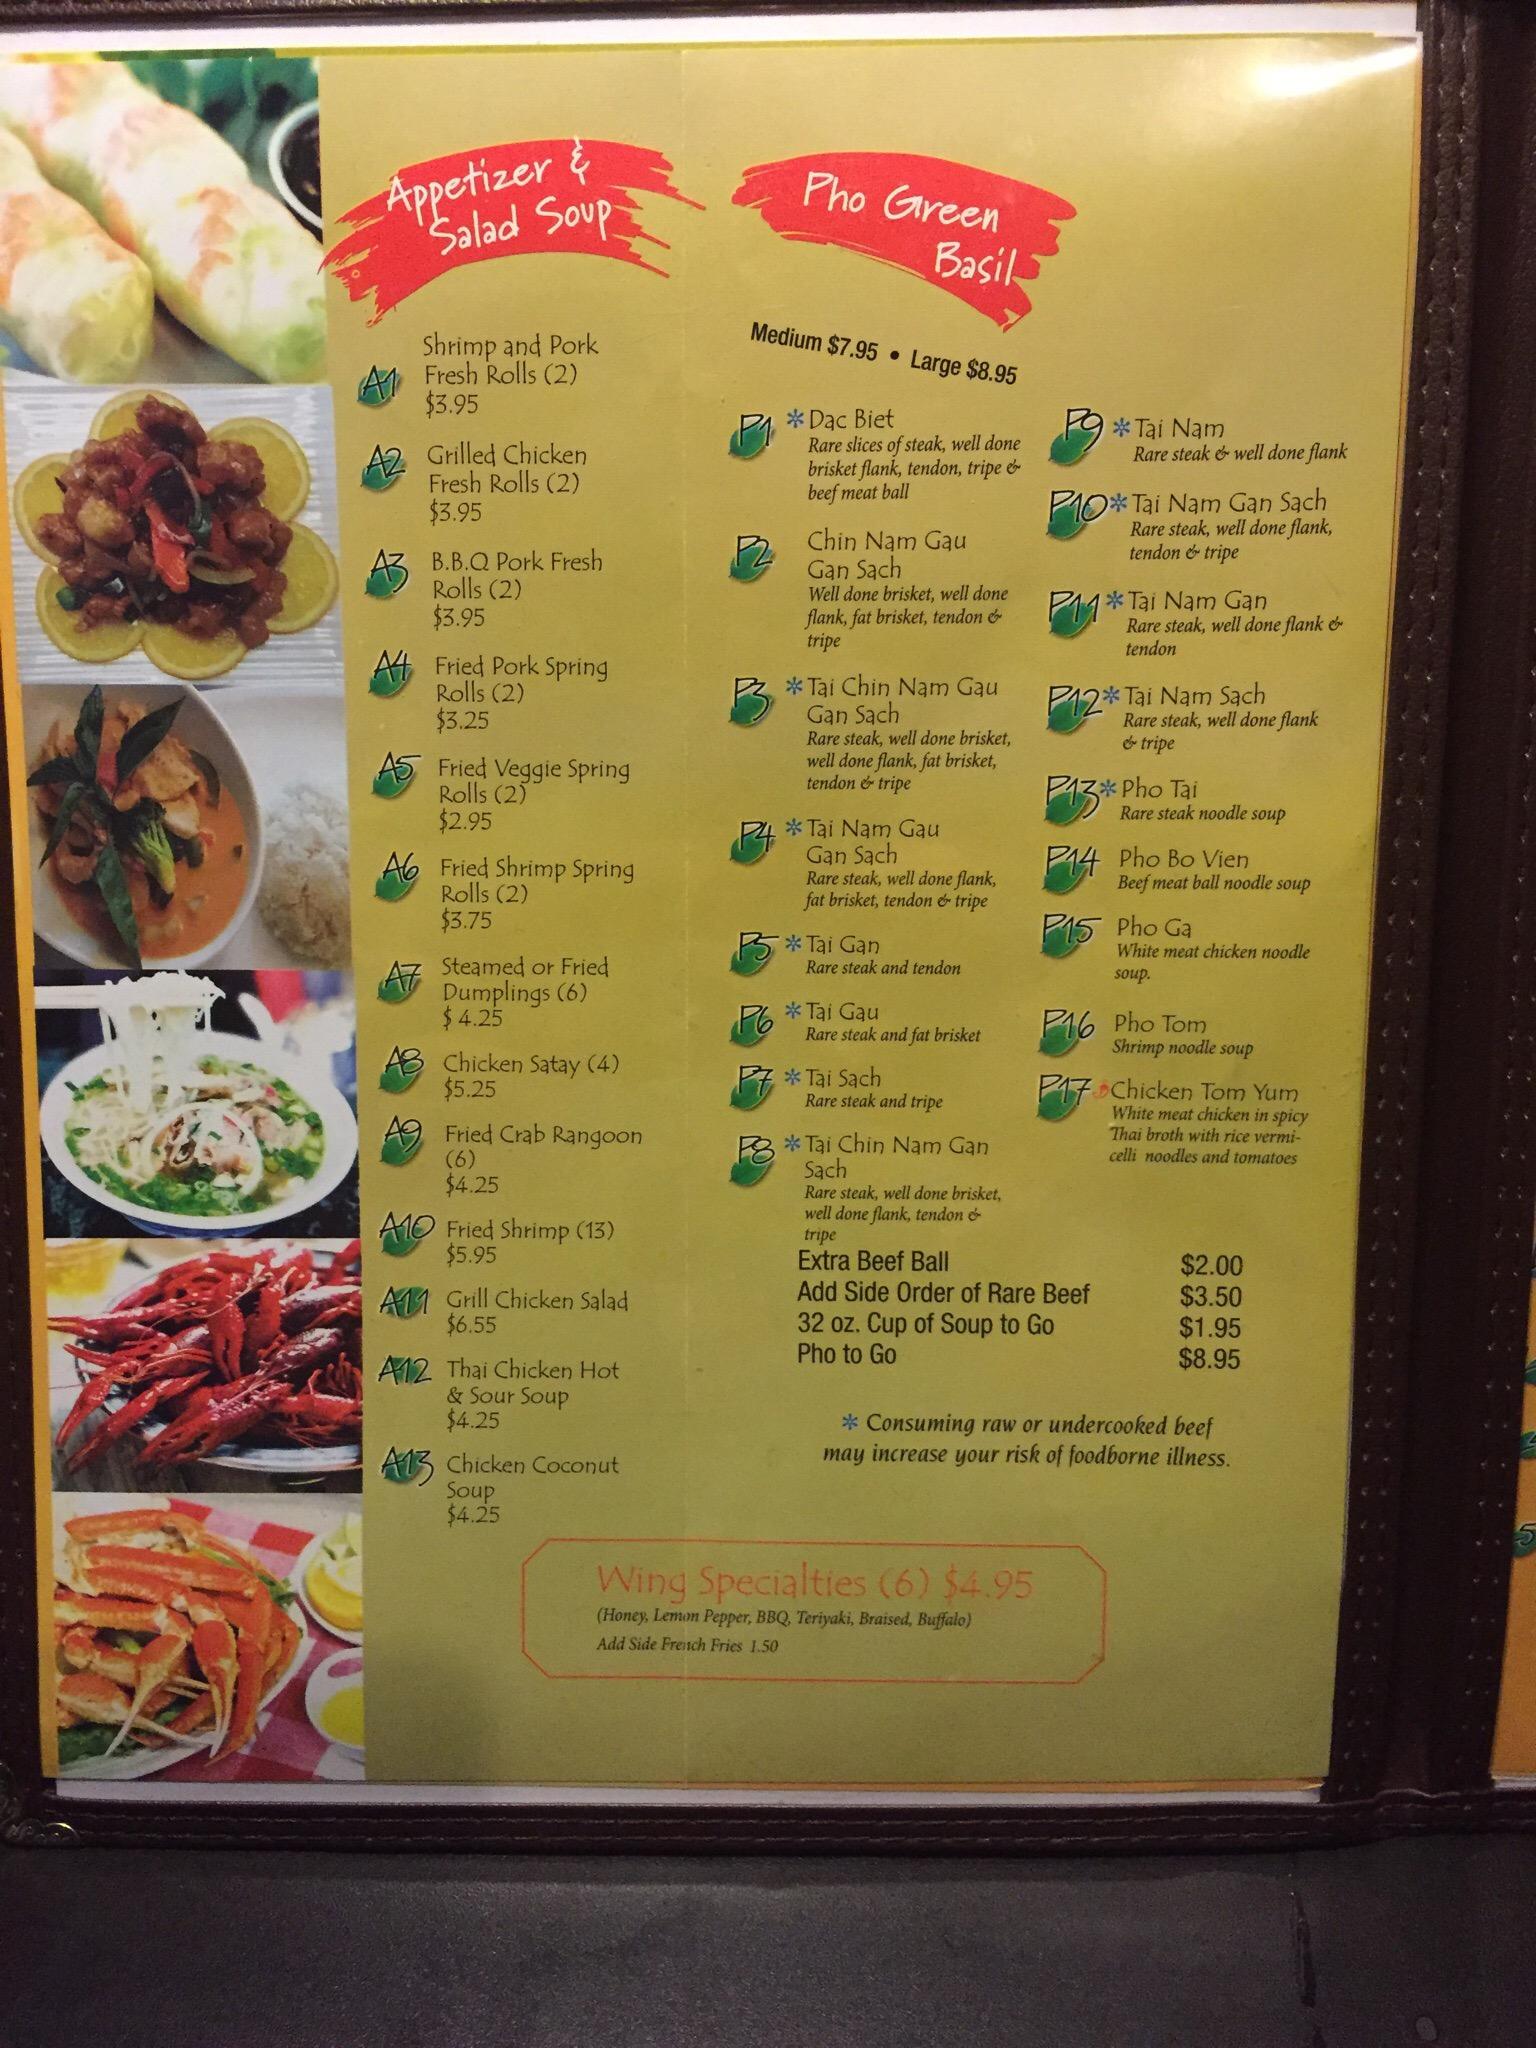 Appetizer &
Salad Soup
A1
Shrimp and Pork
Fresh Rolls (2)
$3.95
A2
Grilled Chicken
Fresh Rolls (2)
$3.95
A3
B.B.Q Pork Fresh
Rolls (2)
$3.95
A4
Fried Pork Spring
Rolls (2)
$3.25
A5
Fried Veggie Spring
Rolls (2)
$2.95
A6
Fried Shrimp Spring
Rolls (2)
$3.75
A7
Steamed or Fried
Dumplings (6)
$ 4.25
A8
Chicken Satay (4)
$5.25
A9
Fried Crab Rangoon
(6)
$4.25
A10
Fried Shrimp (13)
$5.95
A11
Grill Chicken Salad
$6.55
A12
Thai Chicken Hot
& Sour Soup
$4.25
A13
Chicken Coconut
Soup
$4.25
Pho Green
Basil
Medium $7.95 • Large $8.95
P1 * Dac Biet
Rare slices of steak, well done
brisket flank, tendon, tripe &
beef meat ball
P2 Chin Nam Gau
Gan Sach
Well done brisket, well done
flank, fat brisket, tendon &
tripe
P3 * Tai Chin Nam Gau
Gan Sach
Rare steak, well done brisket,
well done flank, fat brisket,
tendon & tripe
P4 * Tai Nam Gau
Gan Sach
Rare steak, well done flank,
fat brisket, tendon & tripe
P5 * Tai Gan
Rare steak and tendon
P6 * Tai Gau
Rare steak and fat brisket
P7 * Tai Sach
Rare steak and tripe
P8 * Tai Chin Nam Gan
Sach
Rare steak, well done brisket,
well done flank, tendon &
tripe
P9 * Tai Nam
Rare steak & well done flank
P10 * Tai Nam Gan Sach
Rare steak, well done flank,
tendon & tripe
P11 * Tai Nam Gan
Rare steak, well done flank &
tendon
P12 * Tai Nam Sach
Rare steak, well done flank
& tripe
P13 * Pho Tai
Rare steak noodle soup
P14 Pho Bo Vien
Beef meat ball noodle soup
P15 Pho Ga
White meat chicken noodle
soup.
P16 Pho Tom
Shrimp noodle soup
P17 Chicken Tom Yum
White meat chicken in spicy
Thai broth with rice vermi-
celli noodles and tomatoes
Extra Beef Ball $2.00
Add Side Order of Rare Beef $3.50
32 oz. Cup of Soup to Go $1.95
Pho to Go $8.95
* Consuming raw or undercooked beef
may increase your risk of foodborne illness.
Wing Specialties (6) $4.95
(Honey, Lemon Pepper, BBQ, Teriyaki, Braised, Buffalo)
Add Side French Fries 1.50